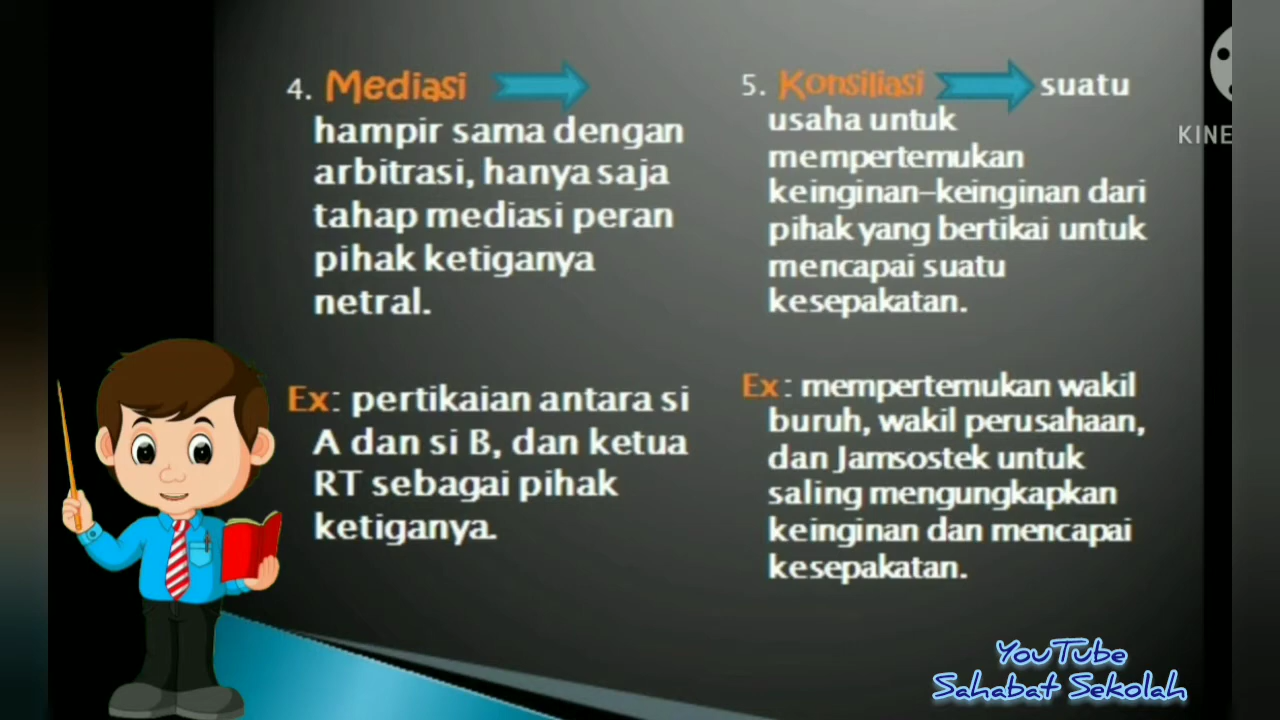 4. Mediasi
hampir sama dengan
arbitrasi, hanya saja
tahap mediasi peran
pihak ketiganya
netral.
Ex: pertikaian antara si
A dan si B, dan ketua
RT sebagai pihak
ketiganya.
5. Konsiliasi suatu
usaha untuk
mempertemukan
keinginan-keinginan dari
pihak yang bertikai untuk
mencapai suatu
kesepakatan.
Ex : mempertemukan wakil
buruh, wakil perusahaan,
dan Jamsostek untuk
saling mengungkapkan
keinginan dan mencapai
kesepakatan.
KINE
YouTube
Sahabat Sekolah